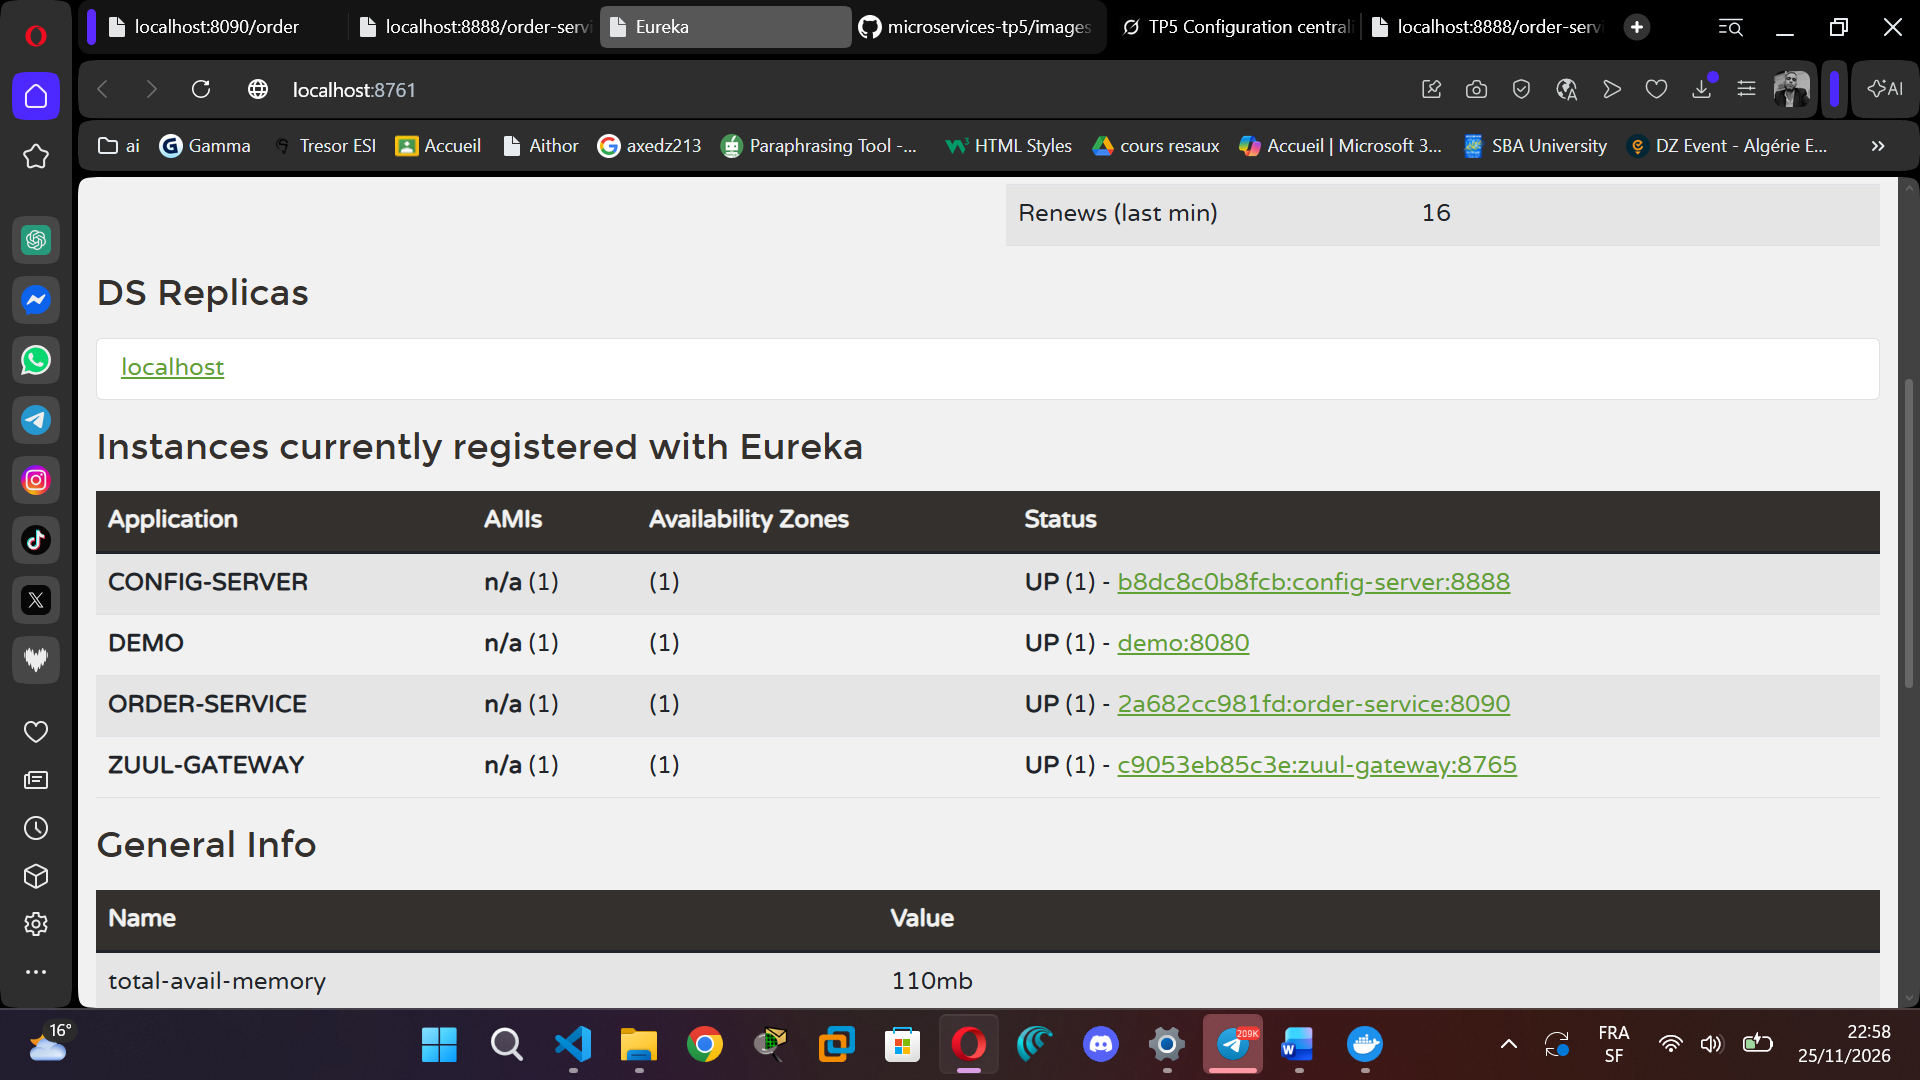 localhost:8090/order
localhost:8888/order-servi
Eureka
microservices-tp5/images
TP5 Configuration centrali
localhost:8888/order-servi
localhost:8761
AI
ai
Gamma
Tresor ESI
Accueil
Aithor
axedz213
Paraphrasing Tool -...
HTML Styles
cours resaux
Accueil | Microsoft 3...
SBA University
DZ Event - Algérie E...
Renews (last min) 16
DS Replicas
localhost
Instances currently registered with Eureka
Application AMIs Availability Zones Status
CONFIG-SERVER n/a (1) (1) UP (1) - b8dc8c0b8fcb:config-server:8888
DEMO n/a (1) (1) UP (1) - demo:8080
ORDER-SERVICE n/a (1) (1) UP (1) - 2a682cc981fd:order-service:8090
ZUUL-GATEWAY n/a (1) (1) UP (1) - c9053eb85c3e:zuul-gateway:8765
General Info
Name Value
total-avail-memory 110mb
16°
209K
FRA
SF
22:58
25/11/2026